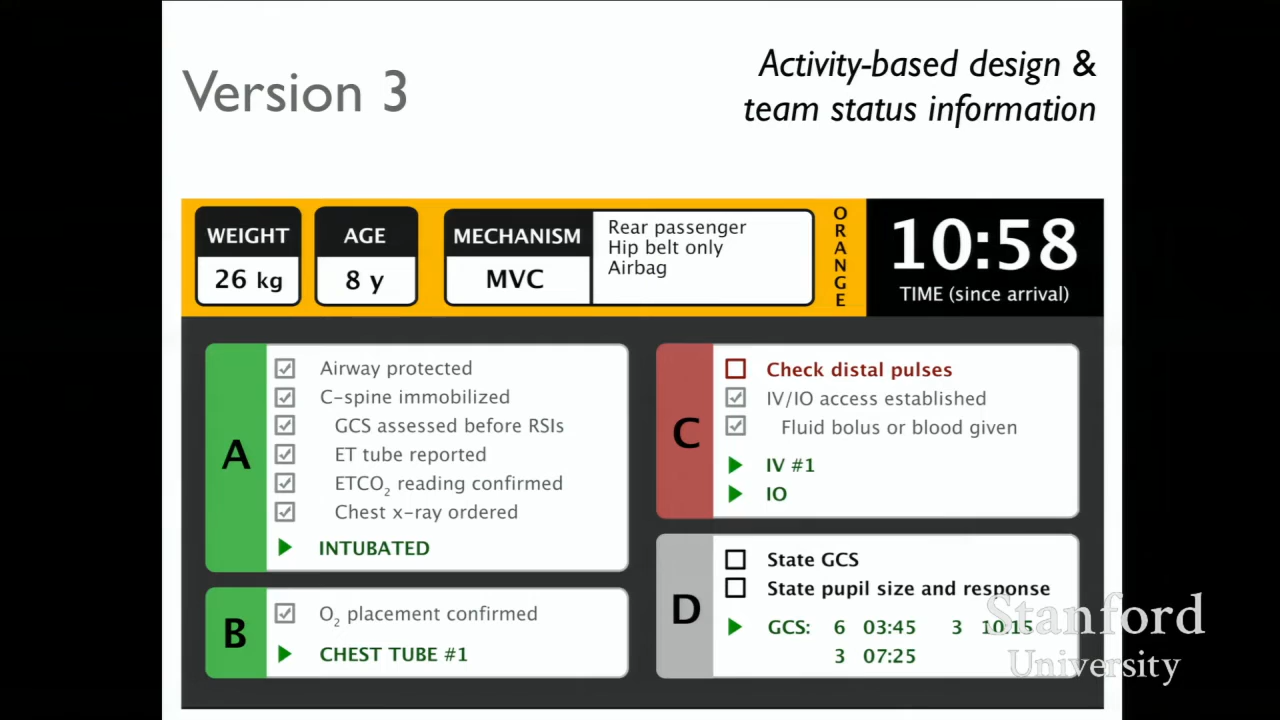 Version 3
Activity-based design &
team status information
WEIGHT
26 kg
AGE
8 y
MECHANISM
MVC
Rear passenger
Hip belt only
Airbag
ORANGE
10:58
TIME (since arrival)
A
Airway protected
C-spine immobilized
GCS assessed before RSIs
ET tube reported
ETCO₂ reading confirmed
Chest x-ray ordered
INTUBATED
B
O₂ placement confirmed
CHEST TUBE #1
C
Check distal pulses
IV/IO access established
Fluid bolus or blood given
IV #1
IO
D
State GCS
State pupil size and response
GCS: 6 03:45 3 10:15
3 07:25
Stanford
University